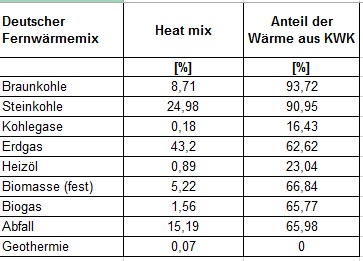 Deutscher Fernwärmemix Heat mix Anteil der Wärme aus KWK
[%] [%]
Braunkohle 8,71 93,72
Steinkohle 24,98 90,95
Kohlegase 0,18 16,43
Erdgas 43,2 62,62
Heizöl 0,89 23,04
Biomasse (fest) 5,22 66,84
Biogas 1,56 65,77
Abfall 15,19 65,98
Geothermie 0,07 0